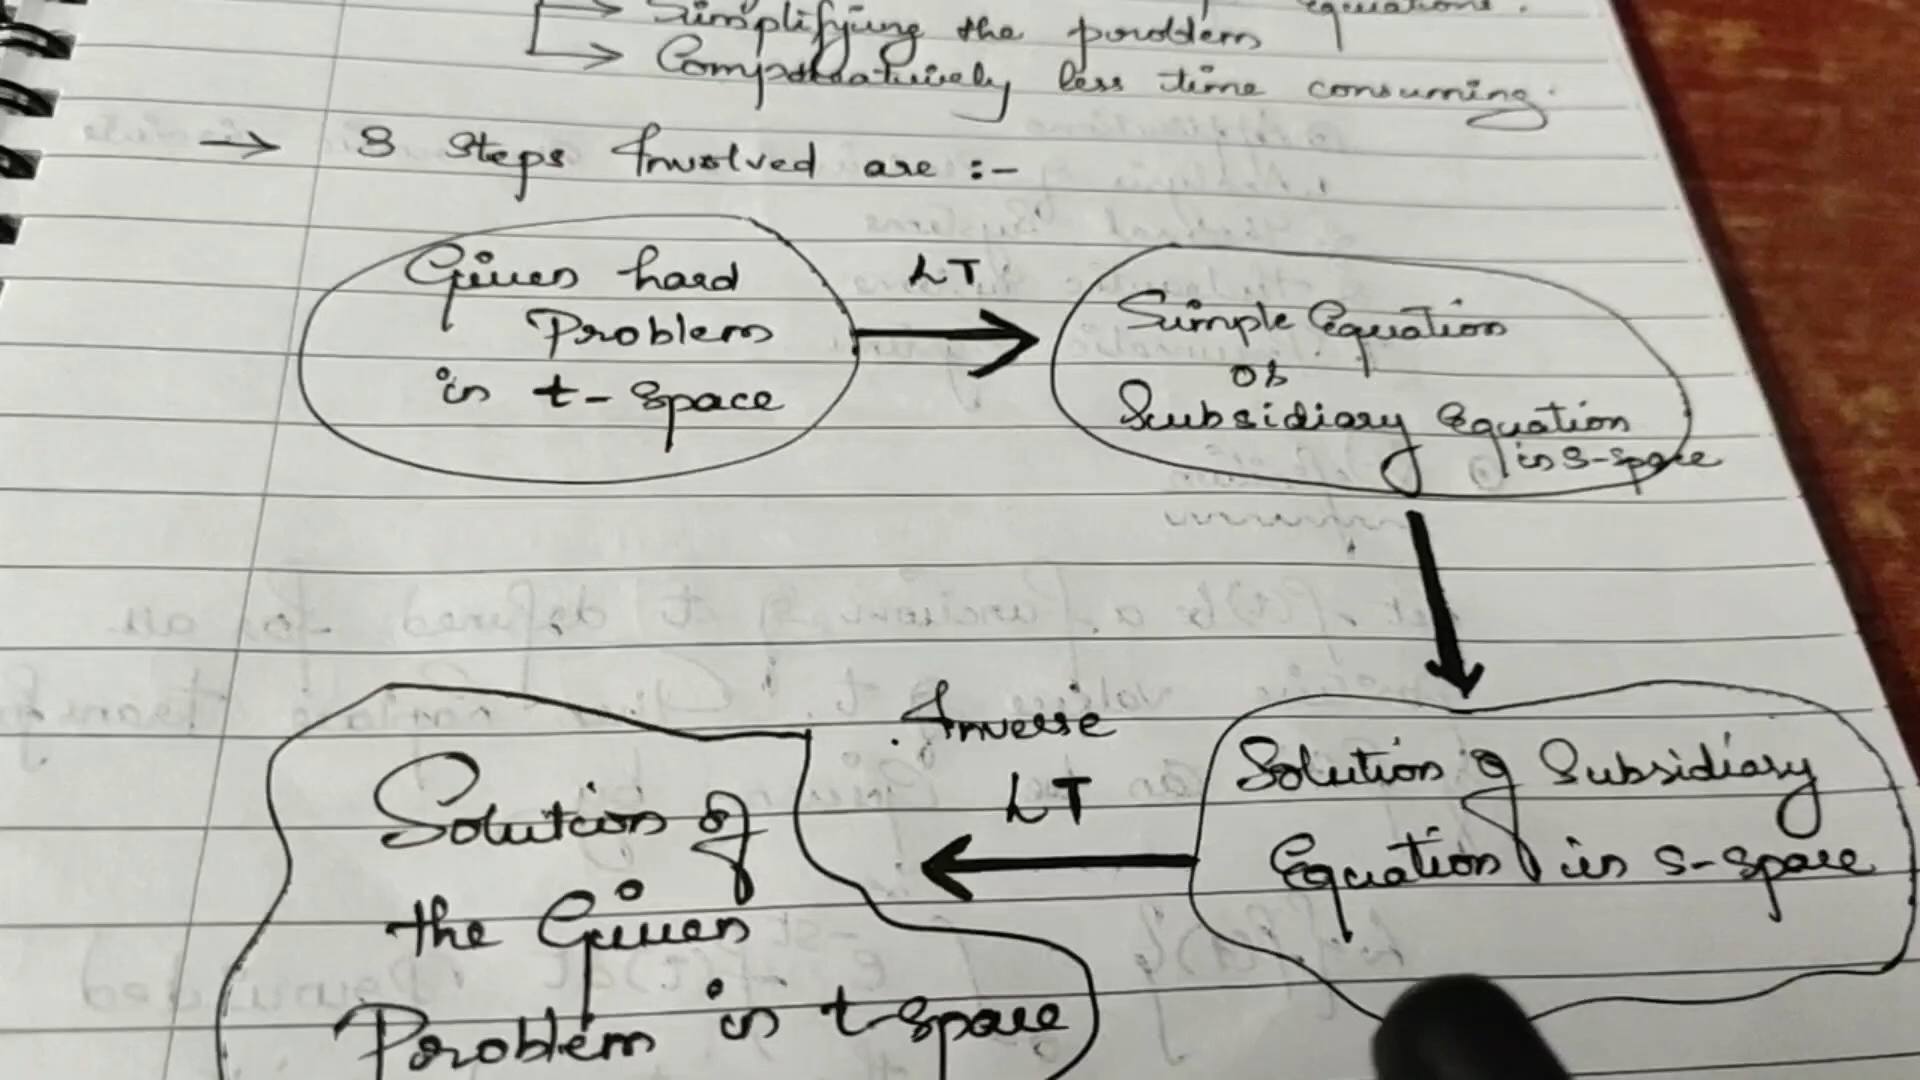 equations.
→ Simplifying the problem
→ Comparatively less time consuming.
→ 3 Steps Involved are :-
Given hard
Problem
in t-space
LT
Simple Equation
or
Subsidiary Equation
in s-space
Inverse
LT
Solution of Subsidiary
Equation in s-space
Solution of
the Given
Problem in t-space